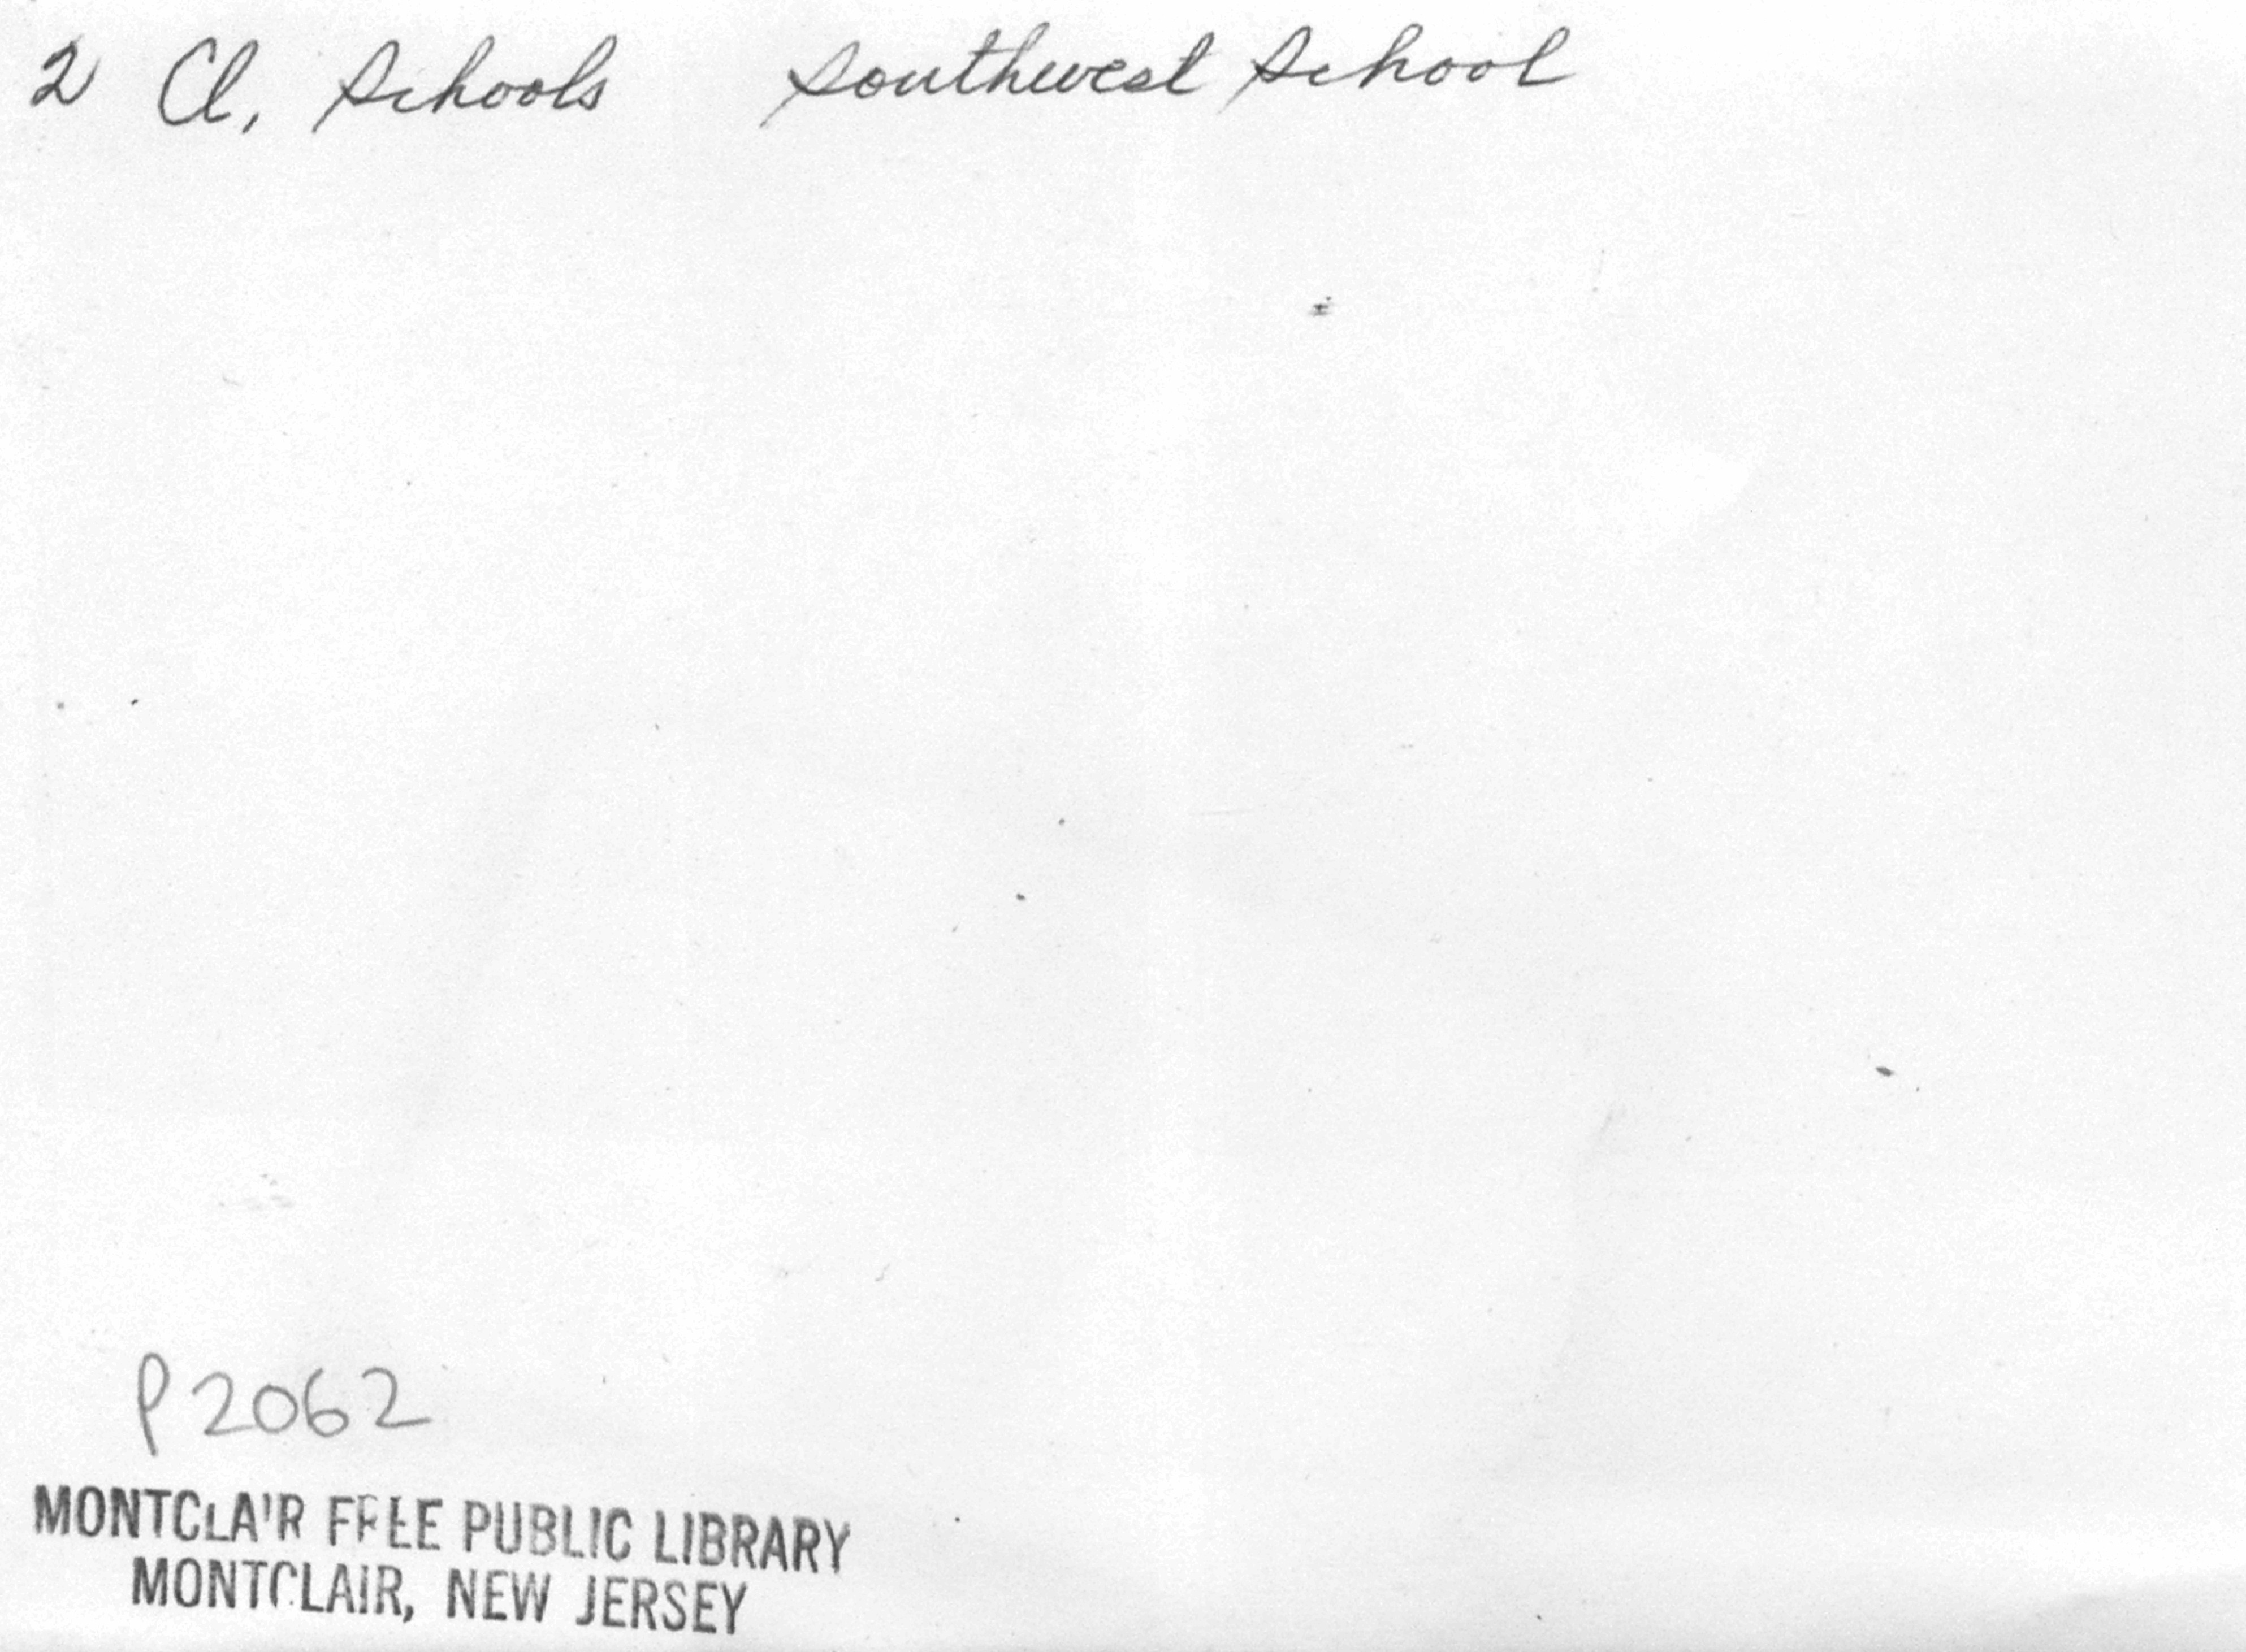 2 Cl, Schools Southwest School
P2062
MONTCLAIR FREE PUBLIC LIBRARY
MONTCLAIR, NEW JERSEY